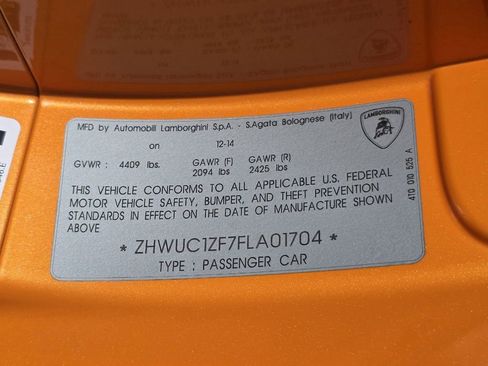 MFD by Automobili Lamborghini S.p.A. - S.Agata Bolognese (Italy)
on 12-14
GVWR : 4409 lbs. GAWR (F) 2094 lbs GAWR (R) 2425 lbs
THIS VEHICLE CONFORMS TO ALL APPLICABLE U.S. FEDERAL
MOTOR VEHICLE SAFETY, BUMPER, AND THEFT PREVENTION
STANDARDS IN EFFECT ON THE DATE OF MANUFACTURE SHOWN
ABOVE
* ZHWUC1ZF7FLA01704 *
TYPE : PASSENGER CAR
LAMBORGHINI
4T0 010 525 A